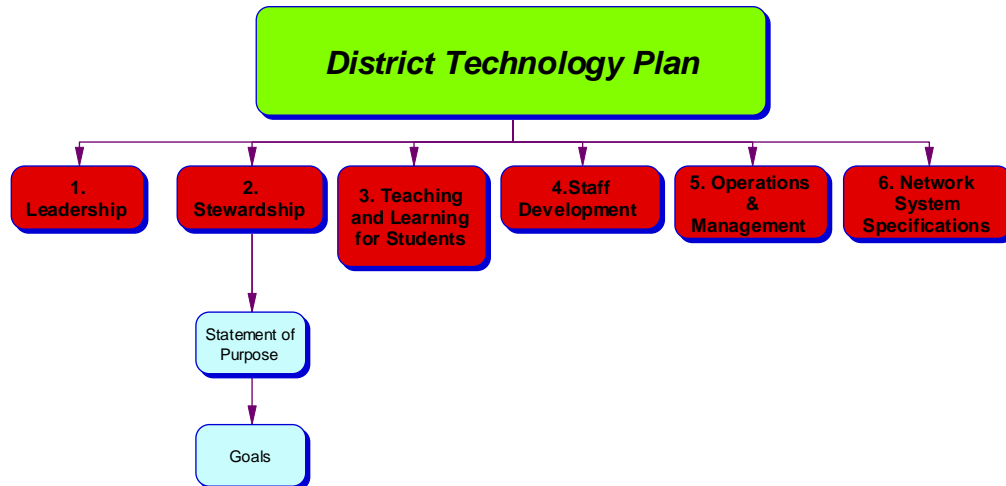 District Technology Plan
1.
Leadership
2.
Stewardship
3. Teaching
and Learning
for Students
4.Staff
Development
5. Operations
&
Management
6. Network
System
Specifications
Statement of
Purpose
Goals